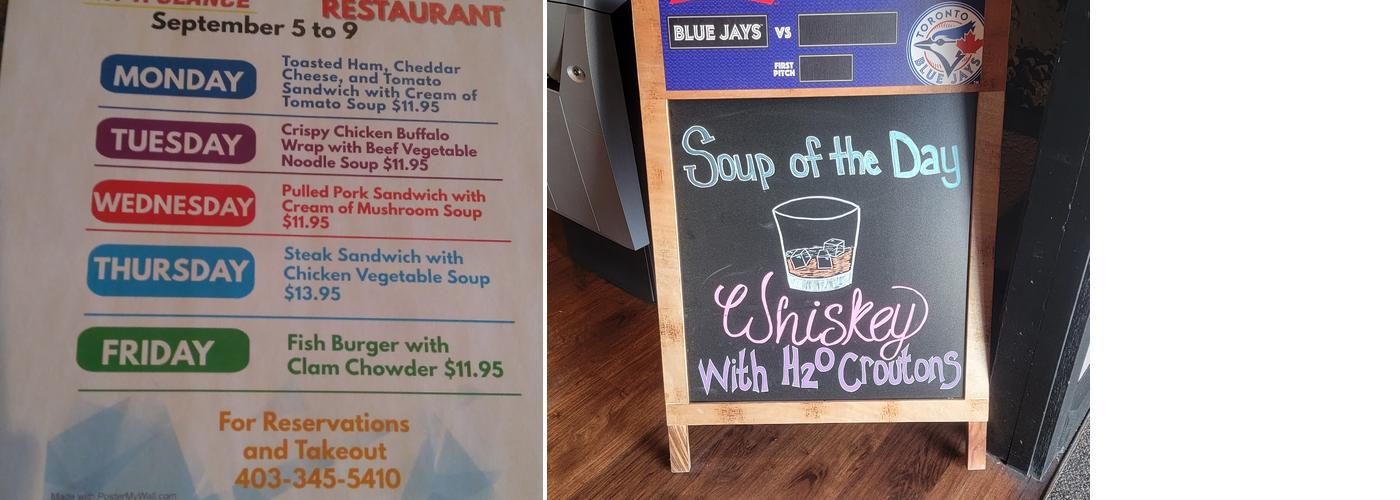 RESTAURANT
September 5 to 9
MONDAY
Toasted Ham, Cheddar
Cheese, and Tomato
Sandwich with Cream of
Tomato Soup $11.95
TUESDAY
Crispy Chicken Buffalo
Wrap with Beef Vegetable
Noodle Soup $11.95
WEDNESDAY
Pulled Pork Sandwich with
Cream of Mushroom Soup
$11.95
THURSDAY
Steak Sandwich with
Chicken Vegetable Soup
$13.95
FRIDAY
Fish Burger with
Clam Chowder $11.95
For Reservations
and Takeout
403-345-5410
Made with PosterMyWall.com
BLUE JAYS VS
FIRST
PITCH
TORONTO
BLUE JAYS
Soup of the Day
Whiskey
With H2O Croutons